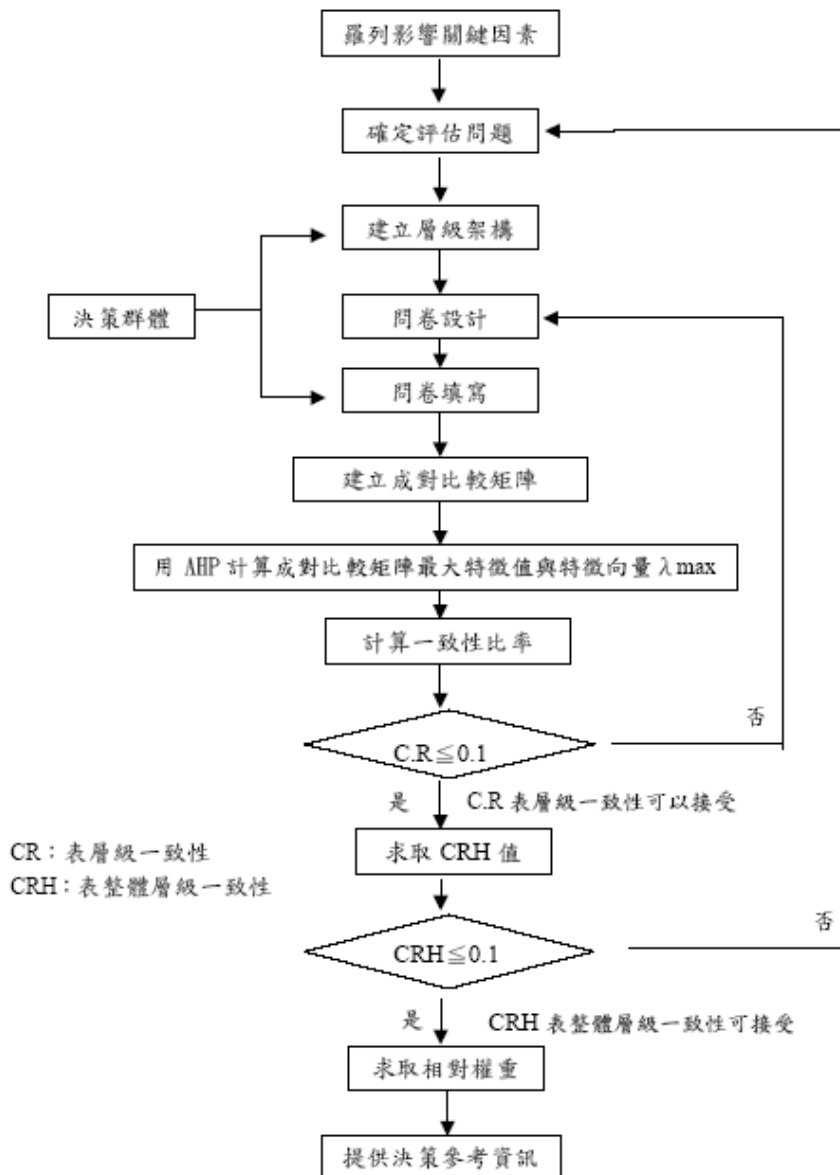 羅列影響關鍵因素
確定評估問題
建立層級架構
決策群體
問卷設計
問卷填寫
建立成對比較矩陣
用 AHP 計算成對比較矩陣最大特徵值與特徵向量 λmax
計算一致性比率
否
C.R≦0.1
是 C.R 表層級一致性可以接受
求取 CRH 值
CR：表層級一致性
CRH：表整體層級一致性
否
CRH≦0.1
是 CRH 表整體層級一致性可接受
求取相對權重
提供決策參考資訊